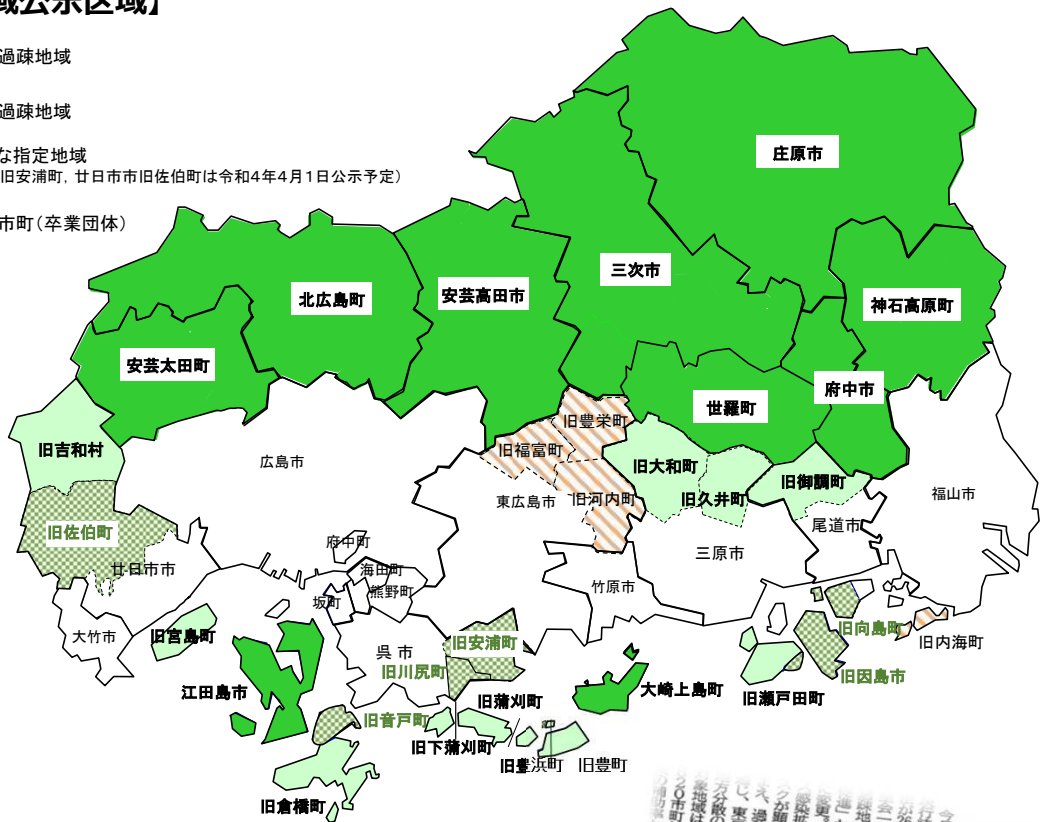 域公示区域】
過疎地域
過疎地域
な指定地域
旧安浦町，廿日市市旧佐伯町は令和4年4月1日公示予定）
市町（卒業団体）
庄原市
三次市
北広島町
安芸高田市
神石高原町
安芸太田町
府中市
世羅町
旧豊栄町
旧吉和村
旧福富町
広島市
旧大和町
旧久井町
旧御調町
東広島市
旧河内町
福山市
旧佐伯町
尾道市
府中町
三原市
廿日市市
海田町
熊野町
竹原市
坂町
大竹市
旧宮島町
旧向島町
旧内海町
旧安浦町
呉市
旧川尻町
旧因島市
江田島市
大崎上島町
旧瀬戸田町
旧蒲刈町
旧音戸町
旧下蒲刈町
旧豊浜町
旧豊町
旧倉橋町